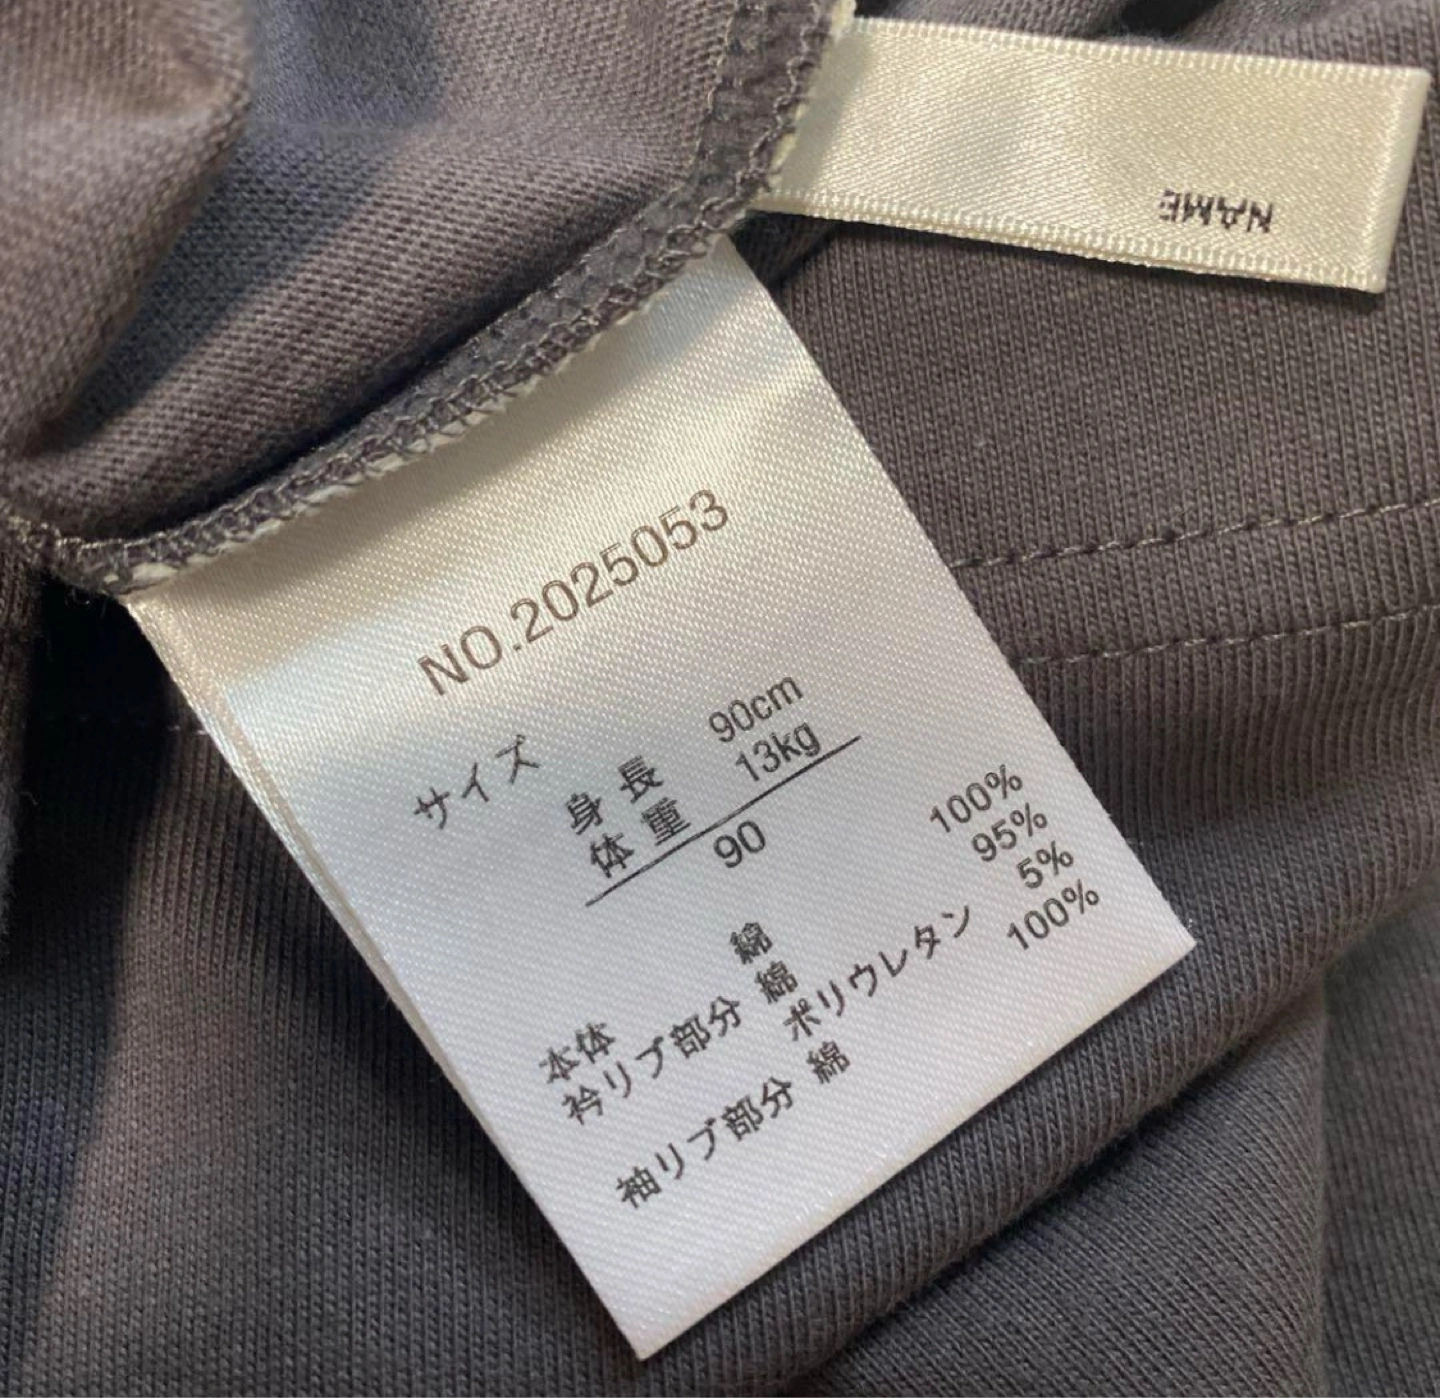 NAME
NO.2025053
サイズ
身長 90cm
体重 13kg
90
本体 綿 100%
衿リブ部分 綿 95%
ポリウレタン 5%
袖リブ部分 綿 100%